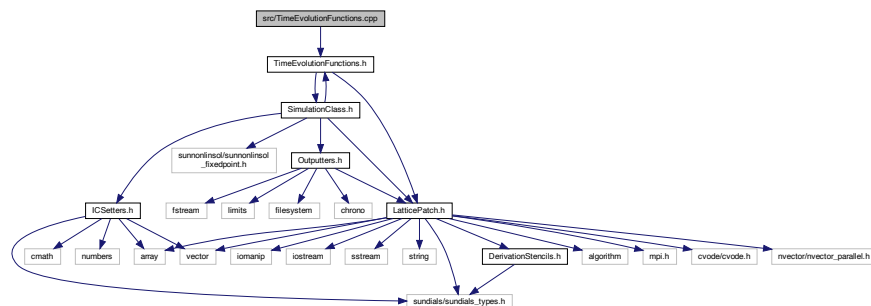 src/TimeEvolutionFunctions.cpp
TimeEvolutionFunctions.h
SimulationClass.h
sunnonlinsol/sunnonlinsol
_fixedpoint.h
Outputters.h
ICSetters.h
fstream
limits
filesystem
chrono
LatticePatch.h
cmath
numbers
array
vector
iomanip
iostream
sstream
string
DerivationStencils.h
algorithm
mpi.h
cvode/cvode.h
nvector/nvector_parallel.h
sundials/sundials_types.h